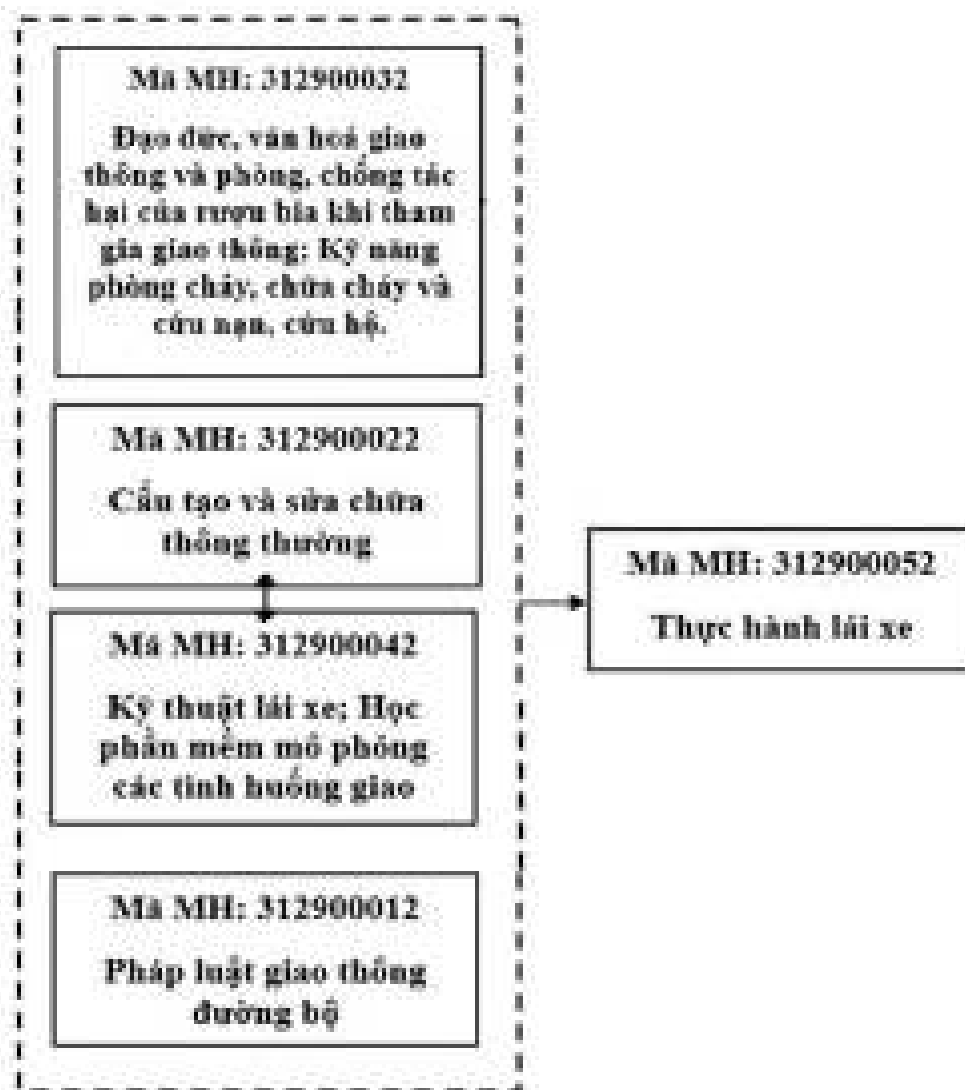 Mã MH: 312900032
Đạo đức, văn hoá giao
thông và phòng, chống tác
hại của rượu bia khi tham
gia giao thông; Kỹ năng
phòng cháy, chữa cháy và
cứu nạn, cứu hộ.
Mã MH: 312900022
Cấu tạo và sửa chữa
thông thường
Mã MH: 312900042
Kỹ thuật lái xe; Học
phần mềm mô phỏng
các tình huống giao
Mã MH: 312900012
Pháp luật giao thông
đường bộ
Mã MH: 312900052
Thực hành lái xe